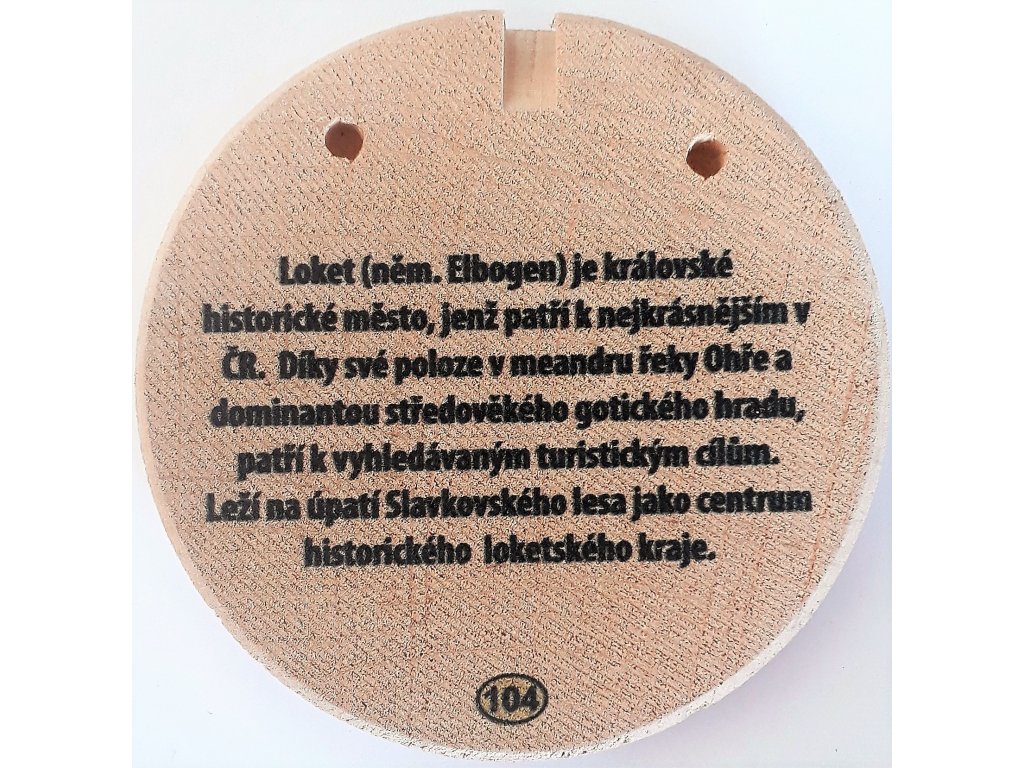 Loket (něm. Elbogen) je královské
historické město, jenž patří k nejkrásnějším v
ČR. Díky své poloze v meandru řeky Ohře a
dominantou středověkého gotického hradu,
patří k vyhledávaným turistickým cílům.
Leží na úpatí Slavkovského lesa jako centrum
historického loketského kraje.
104